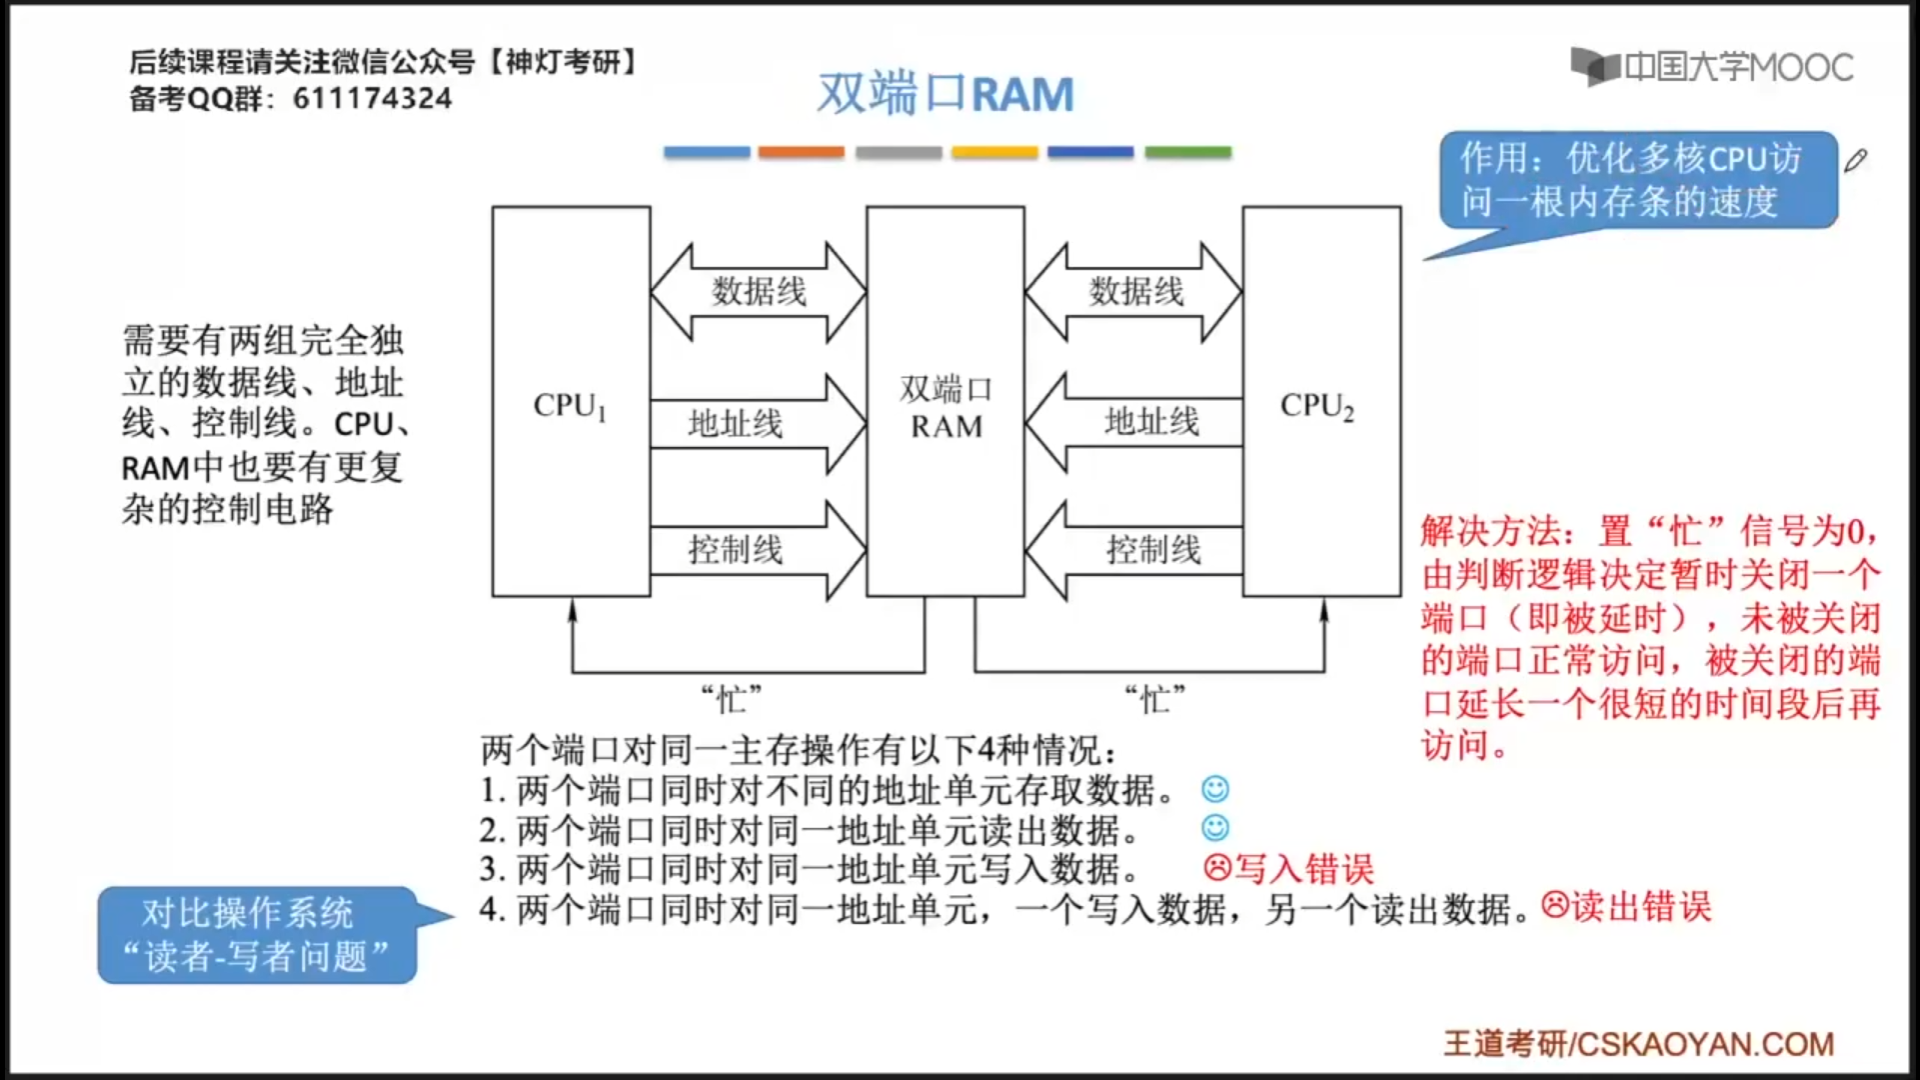 后续课程请关注微信公众号【神灯考研】
备考QQ群：611174324
双端口RAM
中国大学MOOC
作用：优化多核CPU访
问一根内存条的速度
需要有两组完全独
立的数据线、地址
线、控制线。CPU、
RAM中也要有更复
杂的控制电路
CPU₁
数据线
地址线
控制线
双端口
RAM
数据线
地址线
控制线
CPU₂
“忙”
“忙”
解决方法：置“忙”信号为0，
由判断逻辑决定暂时关闭一个
端口（即被延时），未被关闭
的端口正常访问，被关闭的端
口延长一个很短的时间段后再
访问。
两个端口对同一主存操作有以下4种情况：
1. 两个端口同时对不同的地址单元存取数据。
2. 两个端口同时对同一地址单元读出数据。
3. 两个端口同时对同一地址单元写入数据。 写入错误
4. 两个端口同时对同一地址单元，一个写入数据，另一个读出数据。 读出错误
对比操作系统
“读者-写者问题”
王道考研/CSKAOYAN.COM